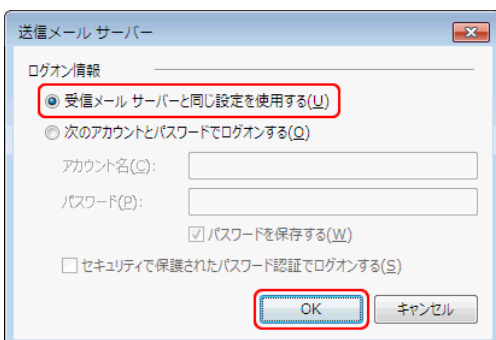 送信メール サーバー
ログオン情報
受信メール サーバーと同じ設定を使用する(U)
次のアカウントとパスワードでログオンする(O)
アカウント名(C):
パスワード(P):
パスワードを保存する(W)
セキュリティで保護されたパスワード認証でログオンする(S)
OK キャンセル